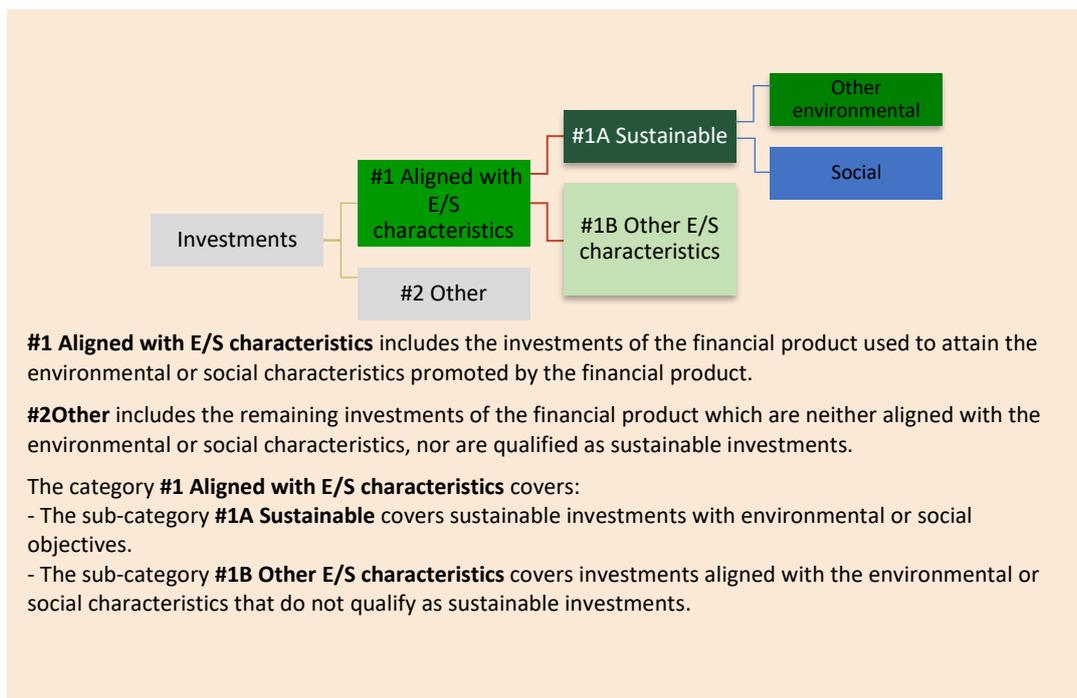 Other
environmental
#1A Sustainable
Social
#1 Aligned with
E/S
characteristics
#1B Other E/S
characteristics
Investments
#2 Other
#1 Aligned with E/S characteristics includes the investments of the financial product used to attain the
environmental or social characteristics promoted by the financial product.
#2Other includes the remaining investments of the financial product which are neither aligned with the
environmental or social characteristics, nor are qualified as sustainable investments.
The category #1 Aligned with E/S characteristics covers:
- The sub-category #1A Sustainable covers sustainable investments with environmental or social
objectives.
- The sub-category #1B Other E/S characteristics covers investments aligned with the environmental or
social characteristics that do not qualify as sustainable investments.